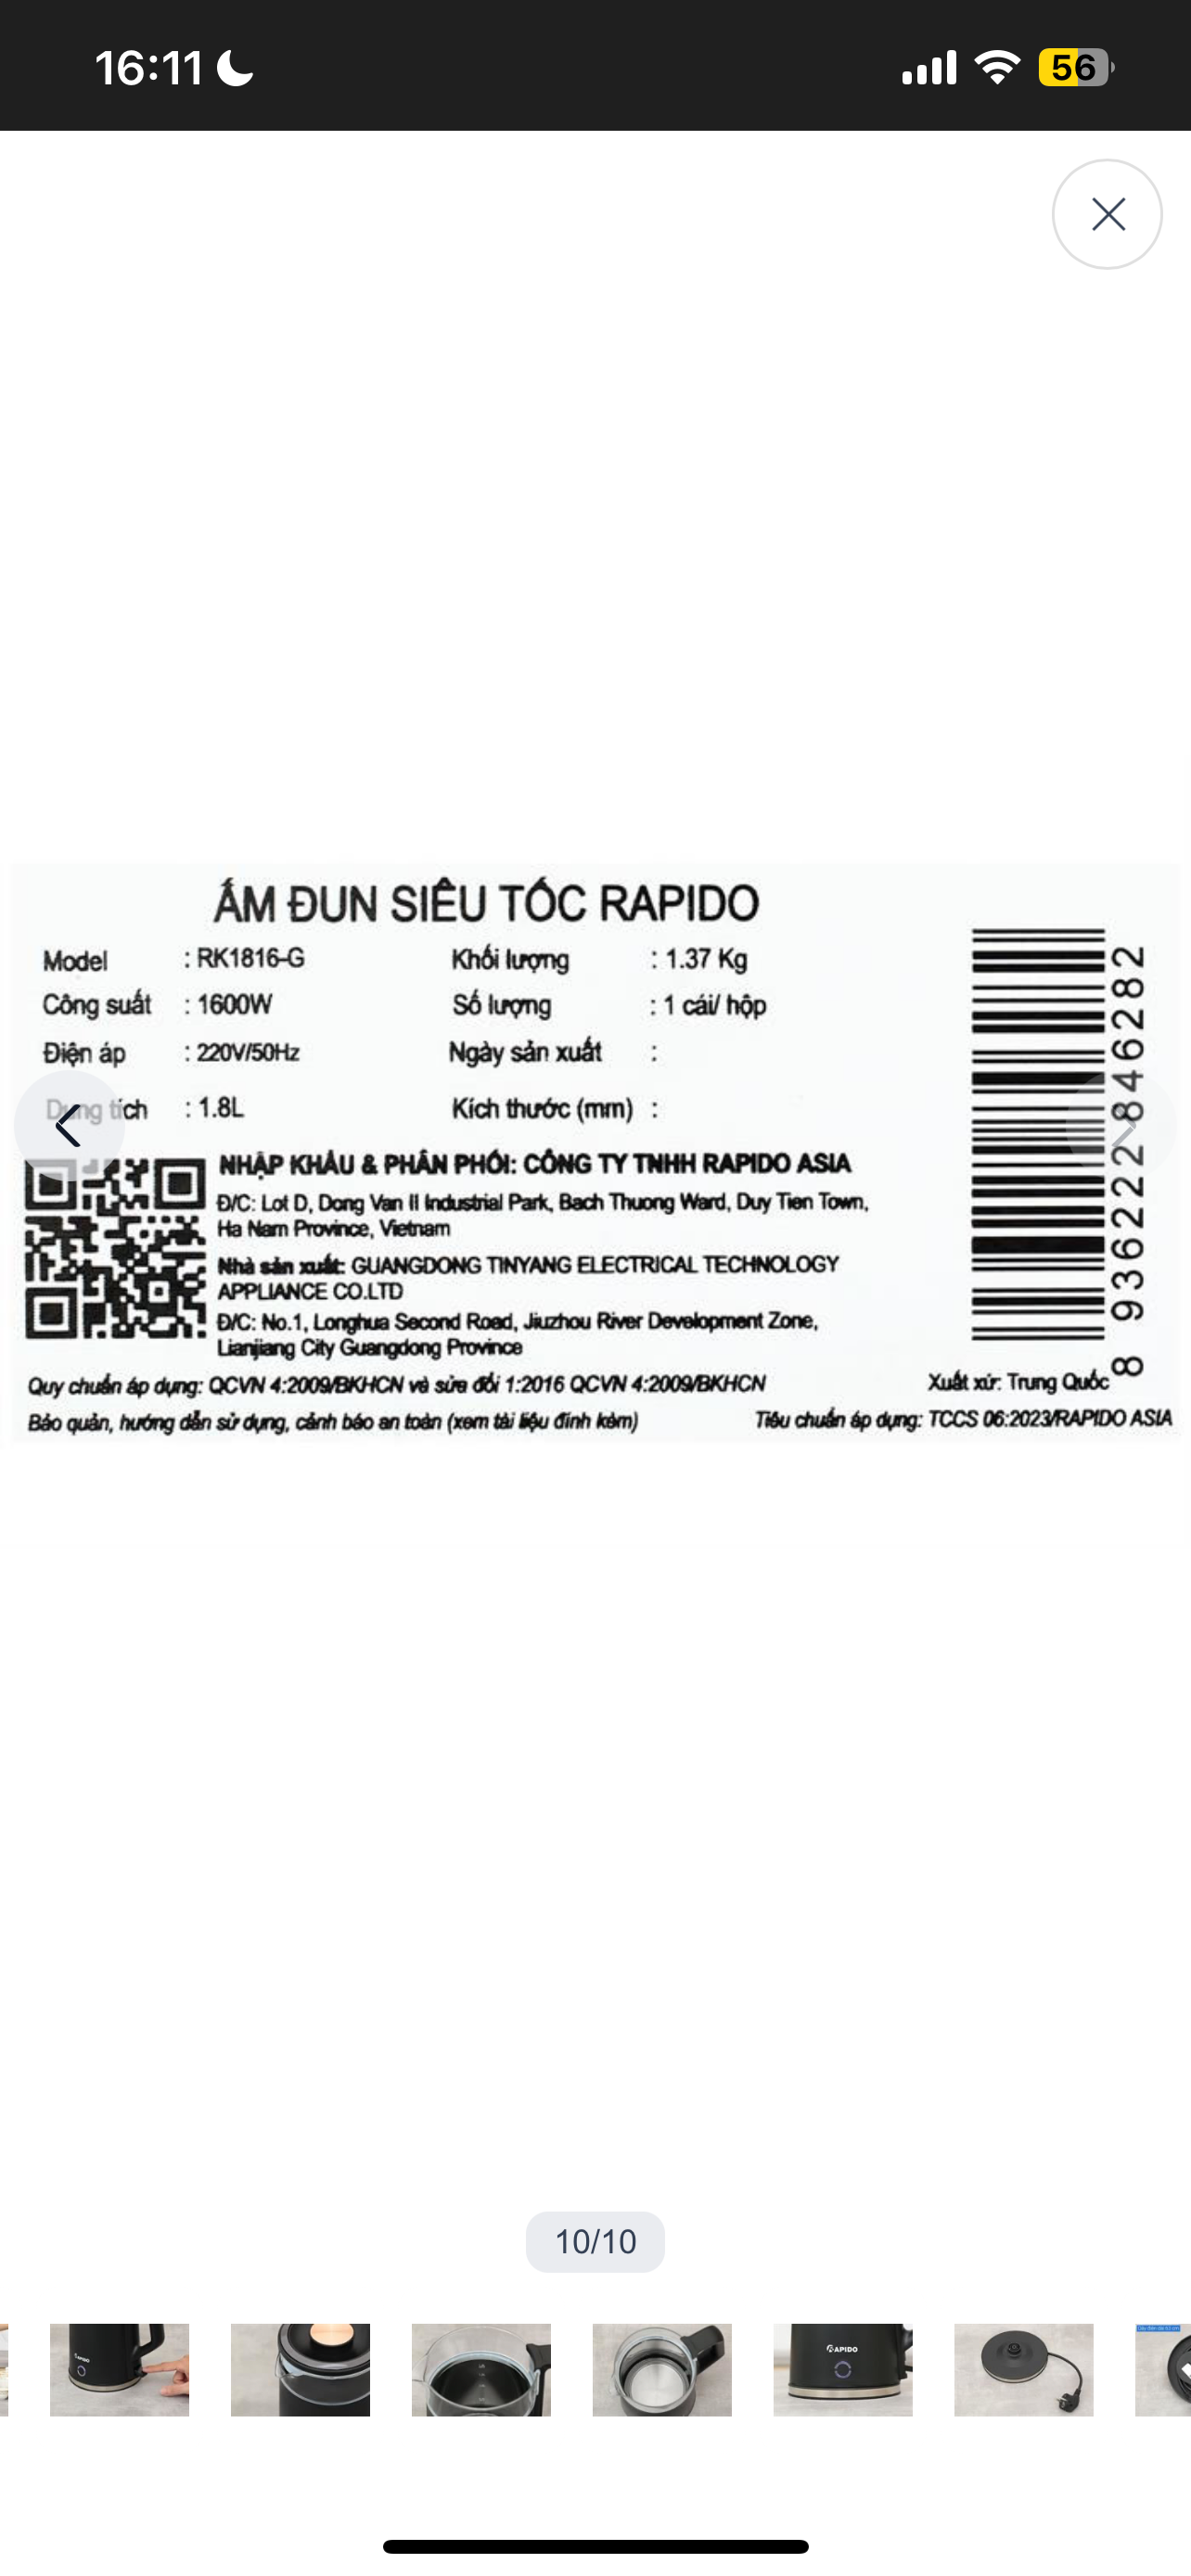 16:11
56
ẤM ĐUN SIÊU TỐC RAPIDO
Model : RK1816-G
Khối lượng : 1.37 Kg
Công suất : 1600W
Số lượng : 1 cái/ hộp
Điện áp : 220V/50Hz
Ngày sản xuất :
Dung tích : 1.8L
Kích thước (mm) :
NHẬP KHẨU & PHÂN PHỐI: CÔNG TY TNHH RAPIDO ASIA
Đ/C: Lot D, Dong Van II Industrial Park, Bach Thuong Ward, Duy Tien Town,
Ha Nam Province, Vietnam
Nhà sản xuất: GUANGDONG TINYANG ELECTRICAL TECHNOLOGY
APPLIANCE CO.LTD
Đ/C: No.1, Longhua Second Road, Jiuzhou River Development Zone,
Lianjiang City Guangdong Province
8 936222 846282
Quy chuẩn áp dụng: QCVN 4:2009/BKHCN và sửa đổi 1:2016 QCVN 4:2009/BKHCN
Xuất xứ: Trung Quốc
Bảo quản, hướng dẫn sử dụng, cảnh báo an toàn (xem tài liệu đính kèm)
Tiêu chuẩn áp dụng: TCCS 06:2023/RAPIDO ASIA
10/10
RAPIDO